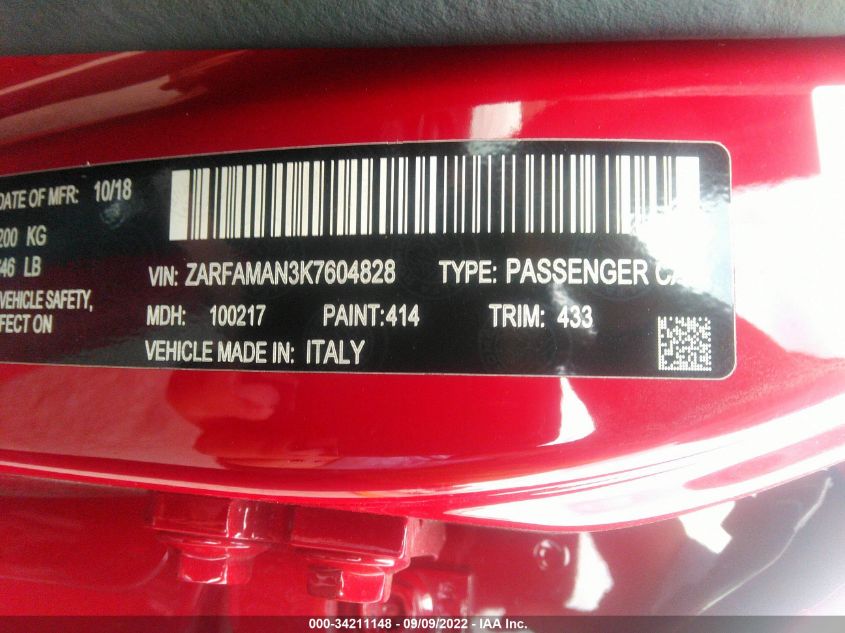 DATE OF MFR: 10/18
200 KG
46 LB
VEHICLE SAFETY,
FFECT ON
VIN: ZARFAMAN3K7604828 TYPE: PASSENGER
MDH: 100217 PAINT:414 TRIM: 433
VEHICLE MADE IN: ITALY
000-34211148 - 09/09/2022 - IAA Inc.